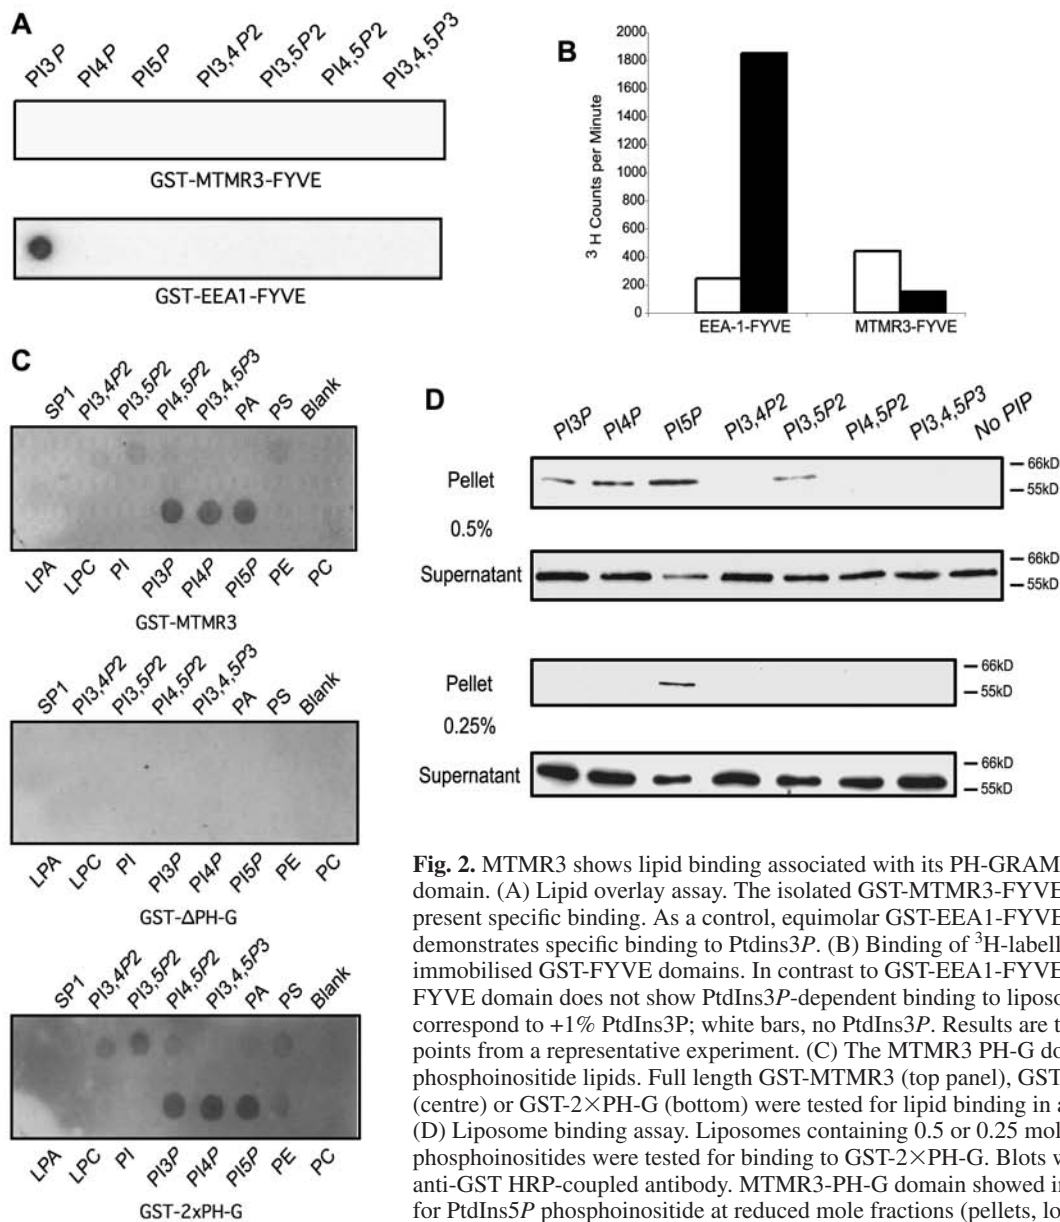 A
PI3P PI4P PI5P PI3,4P2 PI3,5P2 PI4,5P2 PI3,4,5P3
GST-MTMR3-FYVE
GST-EEA1-FYVE
B
2000
1800
1600
1400
1200
1000
800
600
400
200
0
³H Counts per Minute
EEA-1-FYVE MTMR3-FYVE
C
SP1 PI3,4P2 PI3,5P2 PI4,5P2 PI3,4,5P3 PA PS Blank
LPA LPC PI PI3P PI4P PI5P PE PC
GST-MTMR3
SP1 PI3,4P2 PI3,5P2 PI4,5P2 PI3,4,5P3 PA PS Blank
LPA LPC PI PI3P PI4P PI5P PE PC
GST-ΔPH-G
SP1 PI3,4P2 PI3,5P2 PI4,5P2 PI3,4,5P3 PA PS Blank
LPA LPC PI PI3P PI4P PI5P PE PC
GST-2xPH-G
D
PI3P PI4P PI5P PI3,4P2 PI3,5P2 PI4,5P2 PI3,4,5P3 No PIP
Pellet
66kD
55kD
0.5%
Supernatant
66kD
55kD
Pellet
66kD
55kD
0.25%
Supernatant
66kD
55kD
Fig. 2. MTMR3 shows lipid binding associated with its PH-GRAM
domain. (A) Lipid overlay assay. The isolated GST-MTMR3-FYVE
present specific binding. As a control, equimolar GST-EEA1-FYVE
demonstrates specific binding to Ptdins3P. (B) Binding of ³H-labell
immobilised GST-FYVE domains. In contrast to GST-EEA1-FYVE
FYVE domain does not show PtdIns3P-dependent binding to liposo
correspond to +1% PtdIns3P; white bars, no PtdIns3P. Results are t
points from a representative experiment. (C) The MTMR3 PH-G do
phosphoinositide lipids. Full length GST-MTMR3 (top panel), GST
(centre) or GST-2×PH-G (bottom) were tested for lipid binding in a
(D) Liposome binding assay. Liposomes containing 0.5 or 0.25 mol
phosphoinositides were tested for binding to GST-2×PH-G. Blots w
anti-GST HRP-coupled antibody. MTMR3-PH-G domain showed in
for PtdIns5P phosphoinositide at reduced mole fractions (pellets, lo